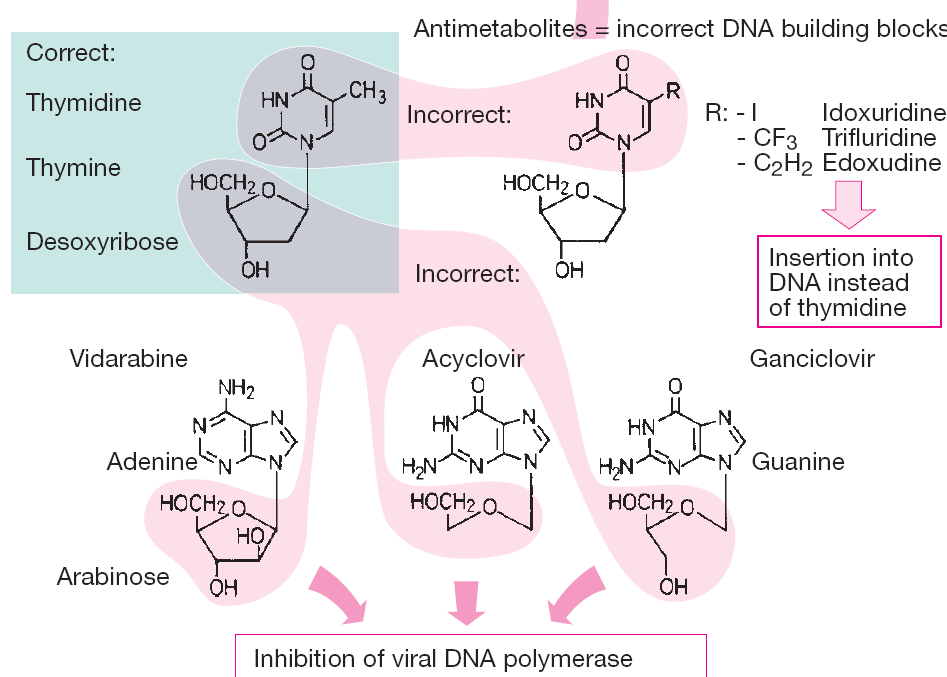 Antimetabolites = incorrect DNA building blocks
Correct:
Thymidine
Thymine
Desoxyribose
O
HN
CH3
O
N
HOCH2
O
OH
Incorrect:
O
HN
R
O
N
HOCH2
O
OH
R: - I Idoxuridine
- CF3 Trifluridine
- C2H2 Edoxudine
Insertion into
DNA instead
of thymidine
Incorrect:
Vidarabine
NH2
N
N
N
N
Adenine
HOCH2
O
HO
OH
Arabinose
Acyclovir
O
HN
N
H2N
N
N
HOCH2
O
Ganciclovir
O
HN
N
H2N
N
N
Guanine
HOCH2
O
OH
Inhibition of viral DNA polymerase